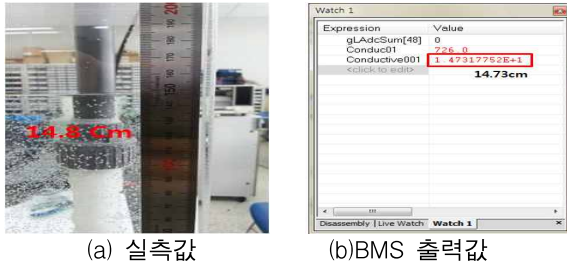 14.8 Cm
Watch 1
Expression Value
gLAdcSum[48] 0
Conduc01 726.0
Conductive001 1.47317752E+1
<click to edit>
14.73cm
Disassembly Live Watch Watch 1
(a) 실측값
(b)BMS 출력값